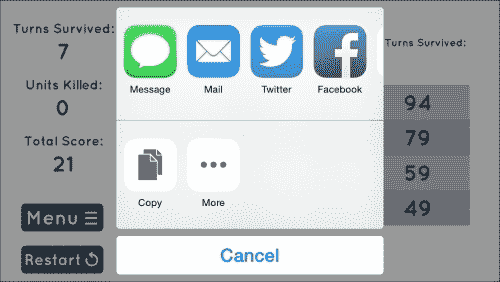 Turns Survived:
7
Units Killed:
0
Total Score:
21
Menu
Restart
Message
Mail
Twitter
Facebook
Copy
More
Cancel
Turns Survived:
94
79
59
49